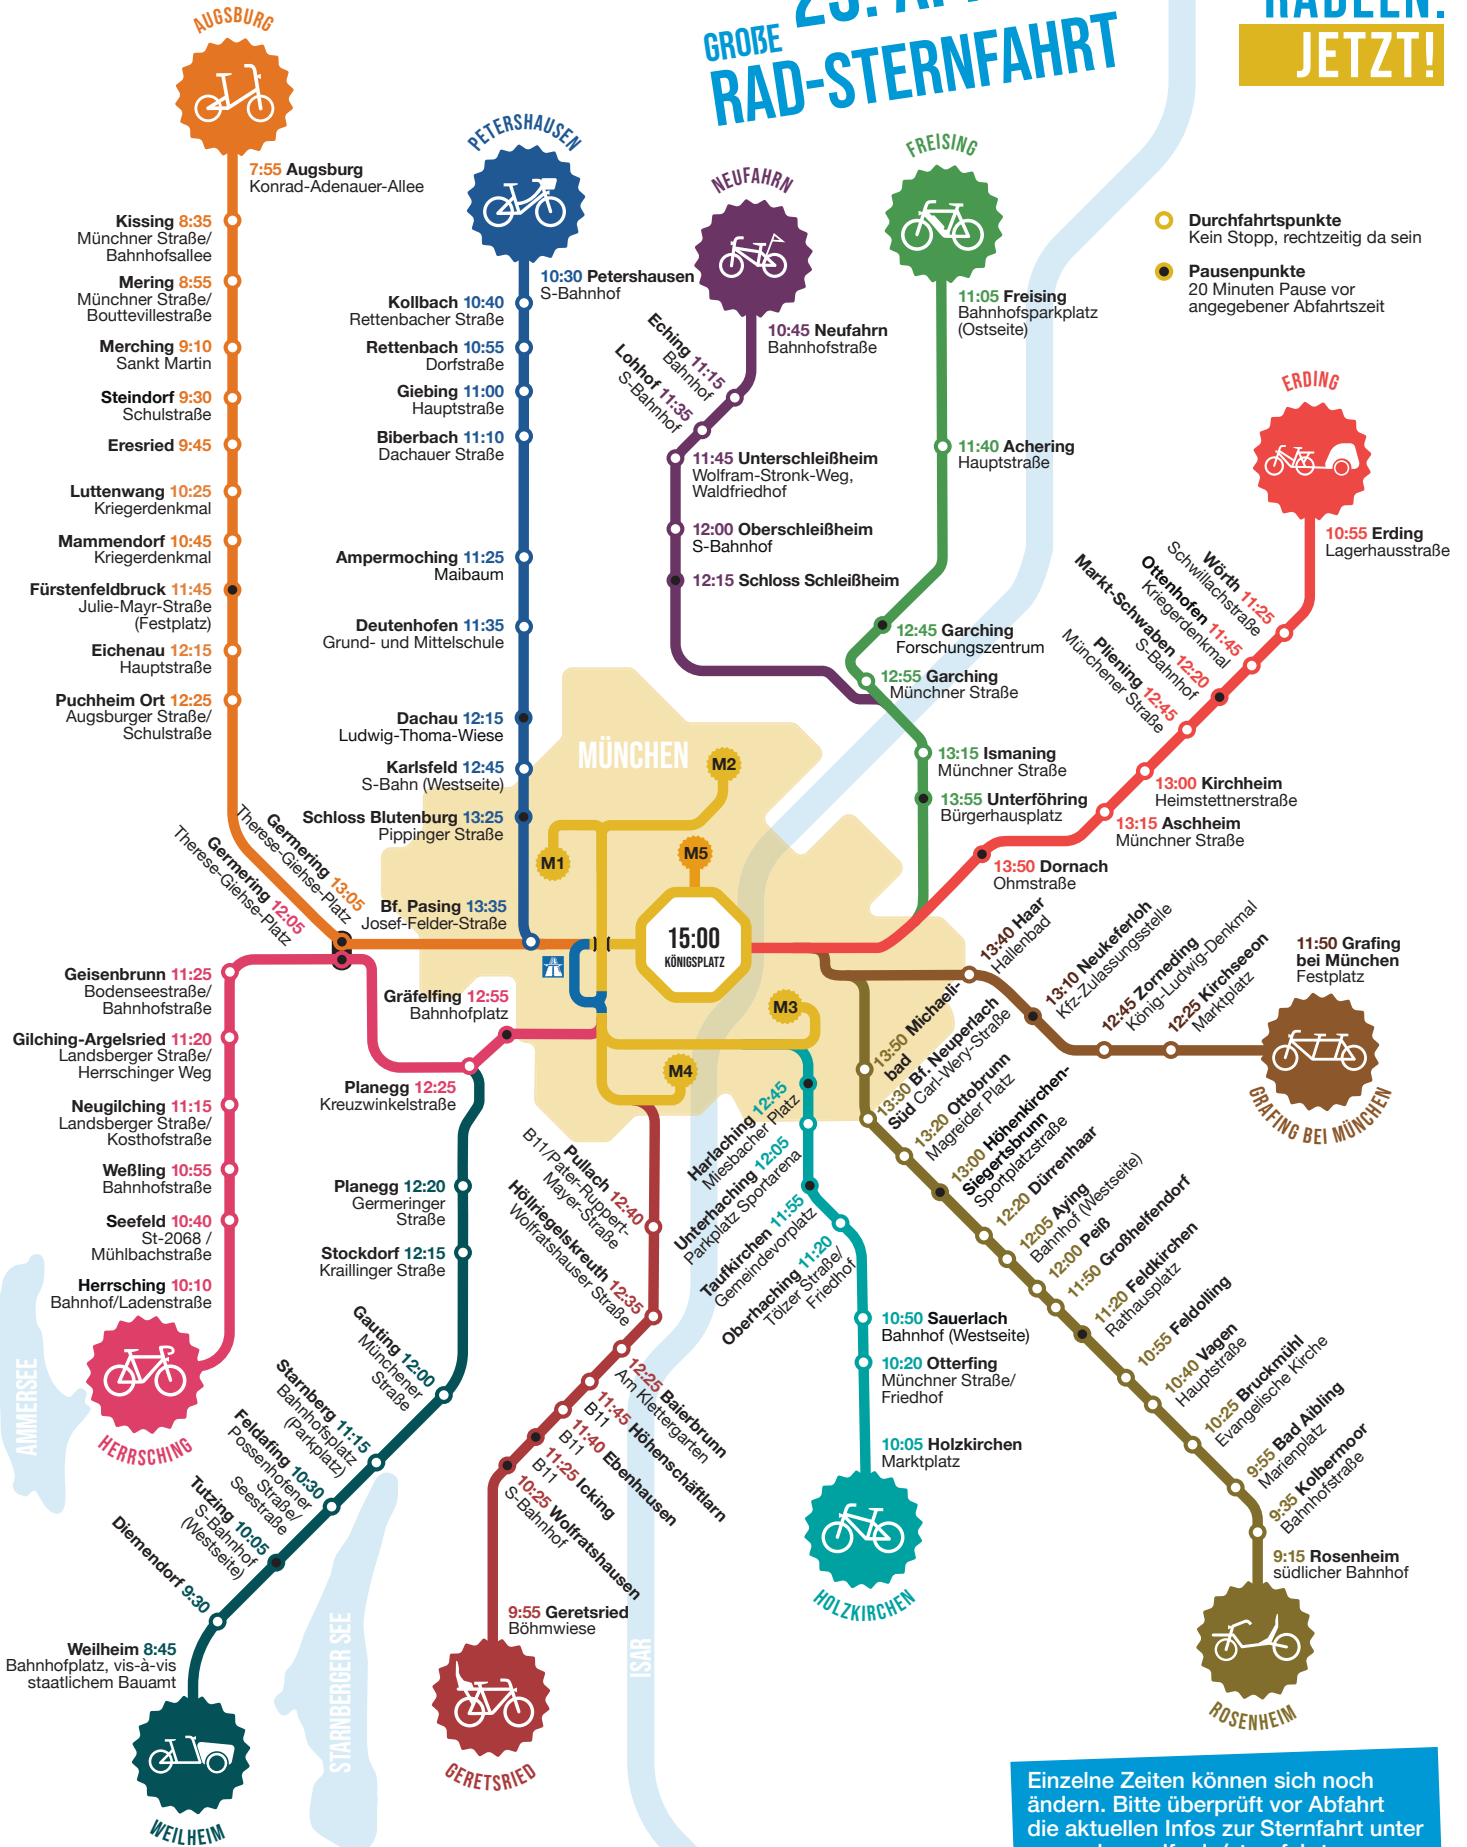 GROßE
RAD-STERNFAHRT
RADELN.
JETZT!
AUGSBURG
7:55 Augsburg
Konrad-Adenauer-Allee
Kissing 8:35
Münchner Straße/
Bahnhofsallee
Mering 8:55
Münchner Straße/
Bouttevillestraße
Merching 9:10
Sankt Martin
Steindorf 9:30
Schulstraße
Eresried 9:45
Luttenwang 10:25
Kriegerdenkmal
Mammendorf 10:45
Kriegerdenkmal
Fürstenfeldbruck 11:45
Julie-Mayr-Straße
(Festplatz)
Eichenau 12:15
Hauptstraße
Puchheim Ort 12:25
Augsburger Straße/
Schulstraße
Germering 13:05
Therese-Giehse-Platz
Germering 12:05
Therese-Giehse-Platz
PETERSHAUSEN
10:30 Petershausen
S-Bahnhof
Kollbach 10:40
Rettenbacher Straße
Rettenbach 10:55
Dorfstraße
Giebing 11:00
Hauptstraße
Biberbach 11:10
Dachauer Straße
Ampermoching 11:25
Maibaum
Deutenhofen 11:35
Grund- und Mittelschule
Dachau 12:15
Ludwig-Thoma-Wiese
Karlsfeld 12:45
S-Bahn (Westseite)
Schloss Blutenburg 13:25
Pippinger Straße
Bf. Pasing 13:35
Josef-Felder-Straße
NEUFAHRN
10:45 Neufahrn
Bahnhofstraße
Eching 11:15
Bahnhof
Lohhof 11:35
S-Bahnhof
11:45 Unterschleißheim
Wolfram-Stronk-Weg,
Waldfriedhof
12:00 Oberschleißheim
S-Bahnhof
12:15 Schloss Schleißheim
FREISING
11:05 Freising
Bahnhofsparkplatz
(Ostseite)
11:40 Achering
Hauptstraße
12:45 Garching
Forschungszentrum
12:55 Garching
Münchner Straße
13:15 Ismaning
Münchner Straße
13:55 Unterföhring
Bürgerhausplatz
Durchfahrtspunkte
Kein Stopp, rechtzeitig da sein
Pausenpunkte
20 Minuten Pause vor
angegebener Abfahrtszeit
ERDING
10:55 Erding
Lagerhausstraße
Wörth 11:25
Schwillachstraße
Ottenhofen 11:45
Kriegerdenkmal
Markt-Schwaben 12:20
S-Bahnhof
Pliening 12:45
Münchener Straße
13:00 Kirchheim
Heimstettnerstraße
13:15 Aschheim
Münchner Straße
13:50 Dornach
Ohmstraße
MÜNCHEN
M1
M2
M5
15:00
KÖNIGSPLATZ
M3
M4
13:40 Haar
Hallenbad
13:10 Neukeferloh
Kfz-Zulassungsstelle
12:45 Zorneding
König-Ludwig-Denkmal
12:25 Kirchseeon
Marktplatz
11:50 Grafing
bei München
Festplatz
GRAFING BEI MÜNCHEN
Geisenbrunn 11:25
Bodenseestraße/
Bahnhofstraße
Gilching-Argelsried 11:20
Landsberger Straße/
Herrschinger Weg
Neugilching 11:15
Landsberger Straße/
Kosthofstraße
Weßling 10:55
Bahnhofstraße
Seefeld 10:40
St-2068 /
Mühlbachstraße
Herrsching 10:10
Bahnhof/Ladenstraße
HERRSCHING
Gräfelfing 12:55
Bahnhofplatz
Planegg 12:25
Kreuzwinkelstraße
Planegg 12:20
Germeringer
Straße
Stockdorf 12:15
Kraillinger Straße
Gauting 12:00
Münchener
Straße
Starnberg 11:15
Bahnhofsplatz
(Parkplatz)
Feldafing 10:30
Possenhofener
Straße/
Seestraße
Tutzing 10:05
S-Bahnhof
(Westseite)
Diemendorf 9:30
Weilheim 8:45
Bahnhofplatz, vis-à-vis
staatlichem Bauamt
WEILHEIM
AMMERSEE
STARNBERGER SEE
ISAR
Pullach 12:40
B11/Pater-Ruppert-
Mayer-Straße
Höllriegelskreuth 12:35
Wolfratshauser Straße
12:25 Baierbrunn
Am Klettergarten
11:45 Höhenschäftlarn
B11
11:40 Ebenhausen
B11
11:25 Icking
B11
10:25 Wolfratshausen
S-Bahnhof
9:55 Geretsried
Böhmwiese
GERETSRIED
Harlaching 12:45
Miesbacher Platz
Unterhaching 12:05
Parkplatz Sportarena
Taufkirchen 11:55
Gemeindevorplatz
Oberhaching 11:20
Tölzer Straße/
Friedhof
10:50 Sauerlach
Bahnhof (Westseite)
10:20 Otterfing
Münchner Straße/
Friedhof
10:05 Holzkirchen
Marktplatz
HOLZKIRCHEN
13:50 Michaeli-
bad
13:30 Bf. Neuperlach
Süd Carl-Wery-Straße
13:20 Ottobrunn
Magreider Platz
13:00 Höhenkirchen-
Siegertsbrunn
Sportplatzstraße
12:20 Dürrenhaar
12:05 Aying
Bahnhof (Westseite)
12:00 Peiß
11:50 Großhelfendorf
11:20 Feldkirchen
Rathausplatz
10:55 Feldolling
10:40 Vagen
Hauptstraße
10:25 Bruckmühl
Evangelische Kirche
9:55 Bad Aibling
Marienplatz
9:35 Kolbermoor
Bahnhofstraße
9:15 Rosenheim
südlicher Bahnhof
ROSENHEIM
Einzelne Zeiten können sich noch
ändern. Bitte überprüft vor Abfahrt
die aktuellen Infos zur Sternfahrt unter